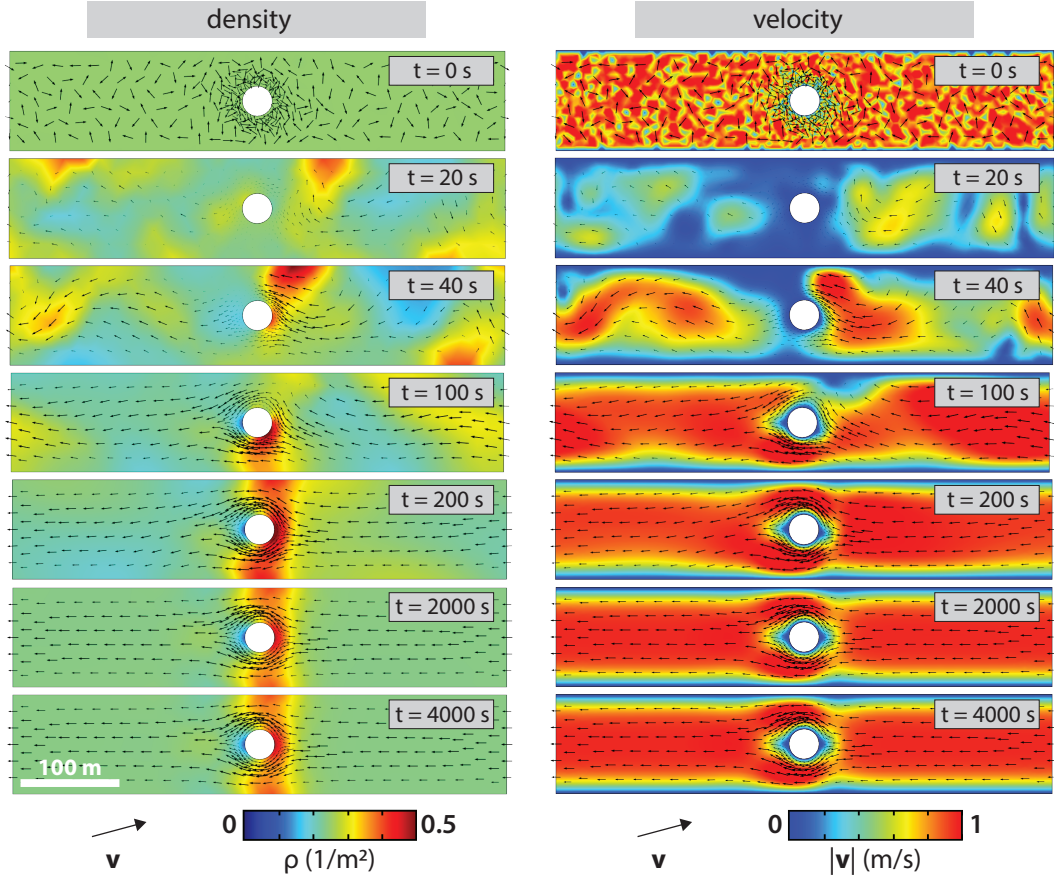 density velocity
t = 0 s t = 0 s
t = 20 s t = 20 s
t = 40 s t = 40 s
t = 100 s t = 100 s
t = 200 s t = 200 s
t = 2000 s t = 2000 s
t = 4000 s t = 4000 s
100 m
0 0.5 0 1
v ρ (1/m²) v |v| (m/s)